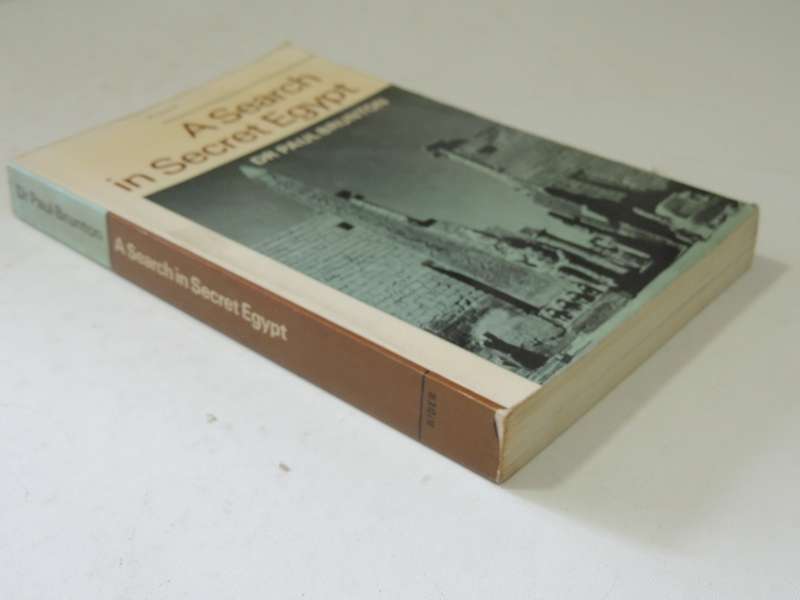 A Search
in Secret Egypt
DR PAUL BRUNTON
Dr Paul Brunton
A Search in Secret Egypt
RIDER